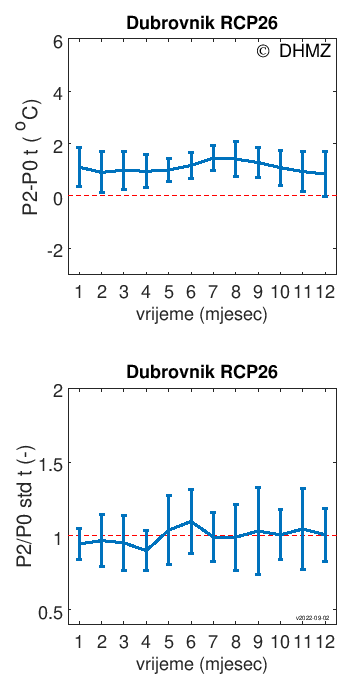 Dubrovnik RCP26
© DHMZ
6
4
2
0
-2
P2-P0 t ( °C)
1 2 3 4 5 6 7 8 9 10 11 12
vrijeme (mjesec)
Dubrovnik RCP26
2
1.5
1
0.5
P2/P0 std t (-)
v2022-09-02
1 2 3 4 5 6 7 8 9 10 11 12
vrijeme (mjesec)